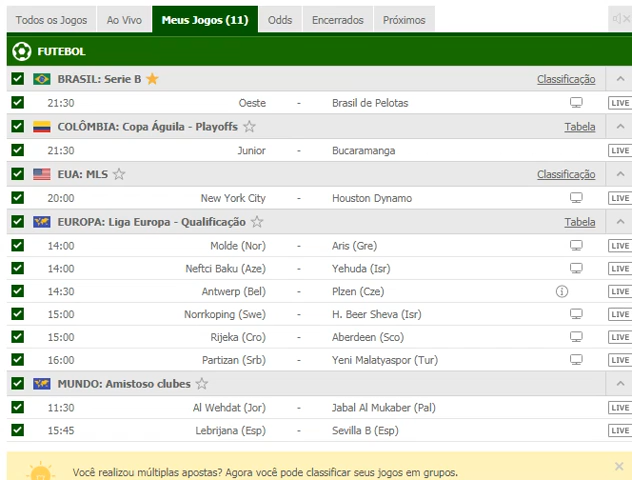 Todos os Jogos Ao Vivo Meus Jogos (11) Odds Encerrados Próximos
FUTEBOL
BRASIL: Serie B Classificação
21:30 Oeste - Brasil de Pelotas LIVE
COLÔMBIA: Copa Águila - Playoffs Tabela
21:30 Junior - Bucaramanga LIVE
EUA: MLS Classificação
20:00 New York City - Houston Dynamo LIVE
EUROPA: Liga Europa - Qualificação Tabela
14:00 Molde (Nor) - Aris (Gre) LIVE
14:00 Neftci Baku (Aze) - Yehuda (Isr) LIVE
14:30 Antwerp (Bel) - Plzen (Cze) LIVE
15:00 Norrkoping (Swe) - H. Beer Sheva (Isr) LIVE
15:00 Rijeka (Cro) - Aberdeen (Sco) LIVE
16:00 Partizan (Srb) - Yeni Malatyaspor (Tur) LIVE
MUNDO: Amistoso clubes
11:30 Al Wehdat (Jor) - Jabal Al Mukaber (Pal) LIVE
15:45 Lebrijana (Esp) - Sevilla B (Esp) LIVE
Você realizou múltiplas apostas? Agora você pode classificar seus jogos em grupos.